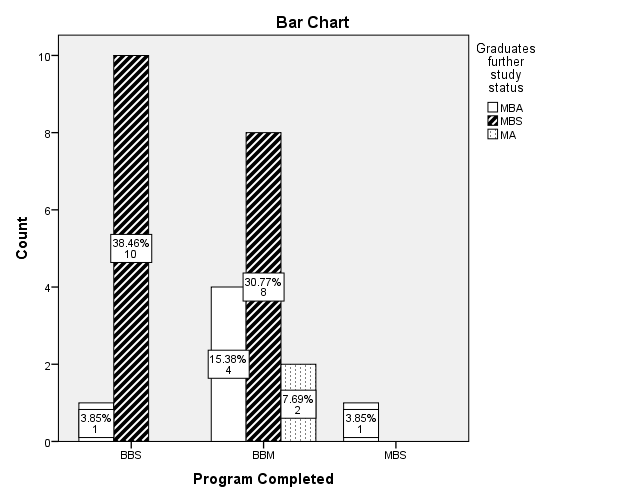 Bar Chart
Graduates
further
study
status
MBA
MBS
MA
Count
10
8
6
4
2
0
38.46%
10
30.77%
8
15.38%
4
7.69%
2
3.85%
1
3.85%
1
BBS
BBM
MBS
Program Completed